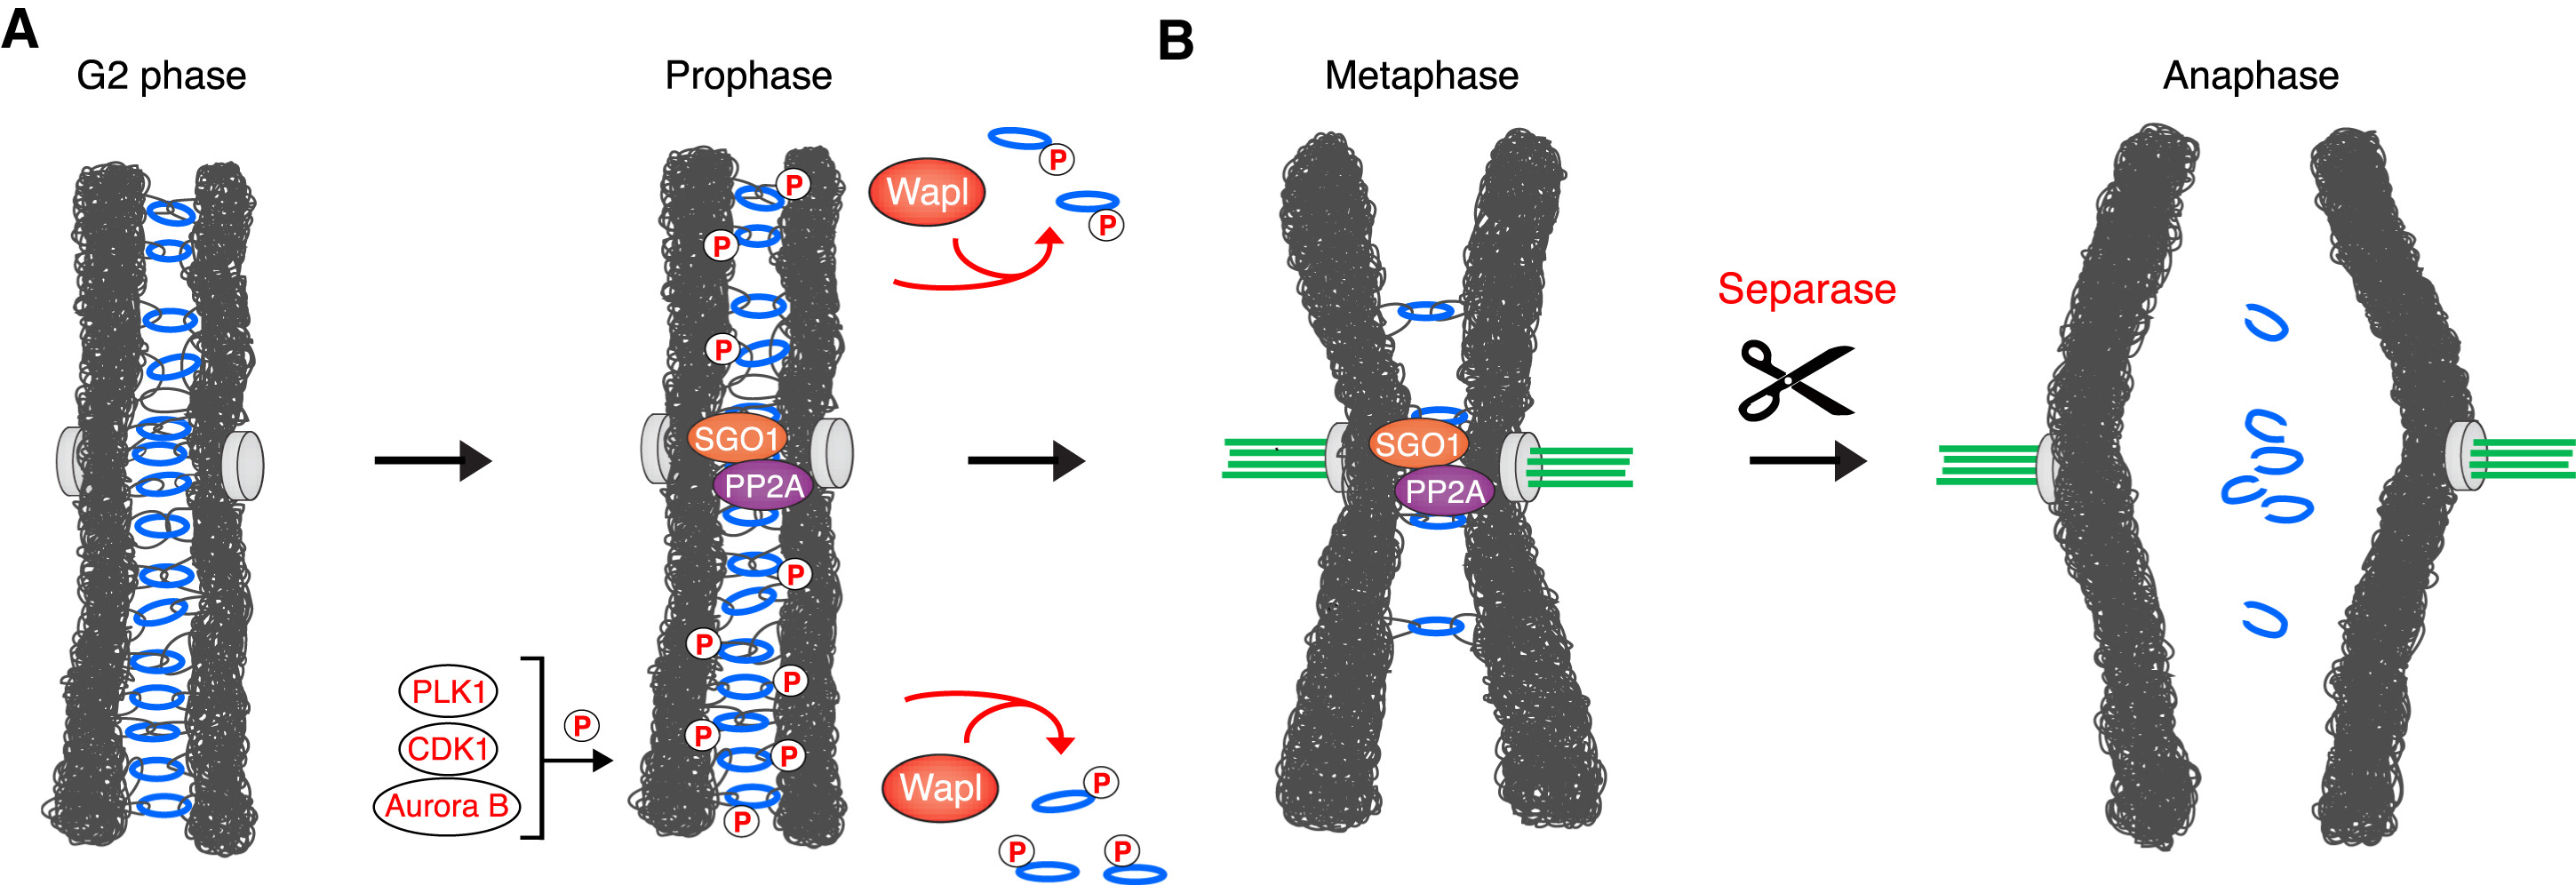 A
G2 phase
Prophase
P
P
P
SGO1
PP2A
P
P
P
P
P
P
Wapl
P
P
PLK1
CDK1
Aurora B
P
Wapl
P
P
P
B
Metaphase
SGO1
PP2A
Separase
Anaphase